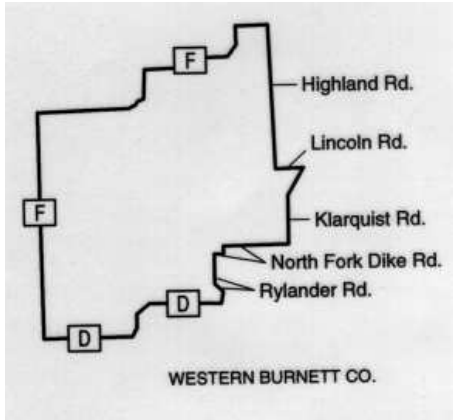 F
Highland Rd.
Lincoln Rd.
F
Klarquist Rd.
North Fork Dike Rd.
Rylander Rd.
D
D
WESTERN BURNETT CO.